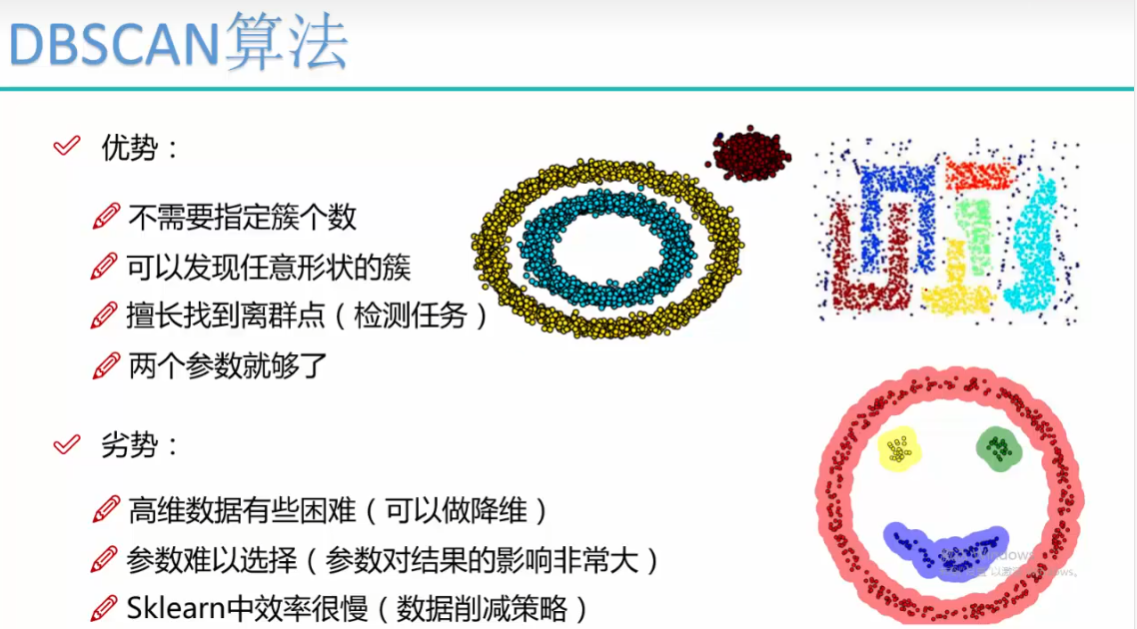 DBSCAN算法
优势：
不需要指定簇个数
可以发现任意形状的簇
擅长找到离群点（检测任务）
两个参数就够了
劣势：
高维数据有些困难（可以做降维）
参数难以选择（参数对结果的影响非常大）
Sklearn中效率很慢（数据削减策略）